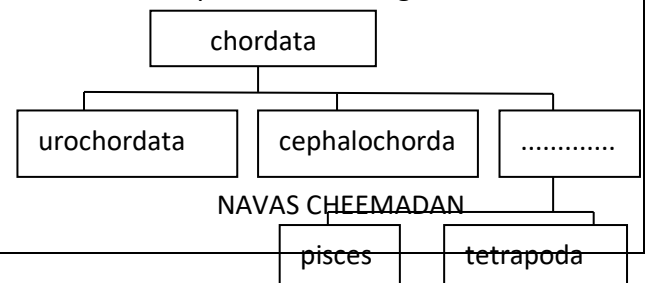 chordata
urochordata cephalochorda .............
NAVAS CHEEMADAN
pisces tetrapoda